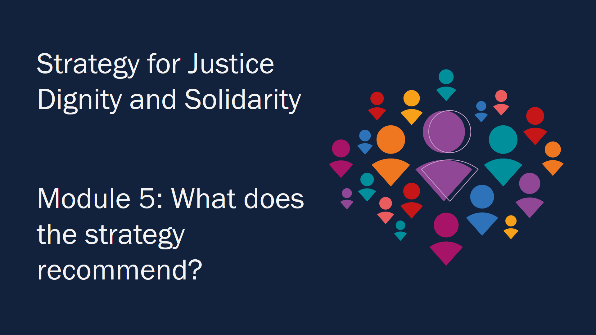 Strategy for Justice
Dignity and Solidarity
Module 5: What does
the strategy
recommend?